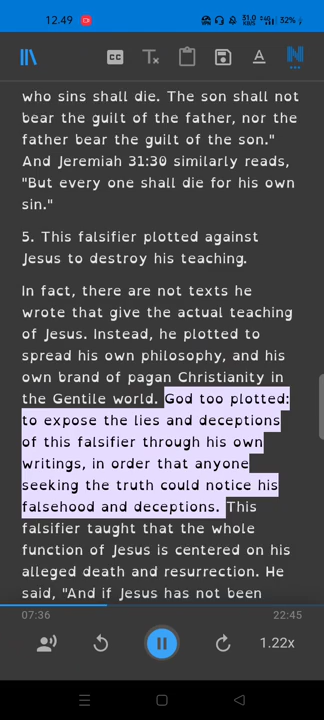 12.49
31.0
KB/S
32%
CC
T×
A
N
who sins shall die. The son shall not
bear the guilt of the father, nor the
father bear the guilt of the son."
And Jeremiah 31:30 similarly reads,
"But every one shall die for his own
sin."
5. This falsifier plotted against
Jesus to destroy his teaching.
In fact, there are not texts he
wrote that give the actual teaching
of Jesus. Instead, he plotted to
spread his own philosophy, and his
own brand of pagan Christianity in
the Gentile world. God too plotted:
to expose the lies and deceptions
of this falsifier through his own
writings, in order that anyone
seeking the truth could notice his
falsehood and deceptions. This
falsifier taught that the whole
function of Jesus is centered on his
alleged death and resurrection. He
said, "And if Jesus has not been
07:36
22:45
1.22x